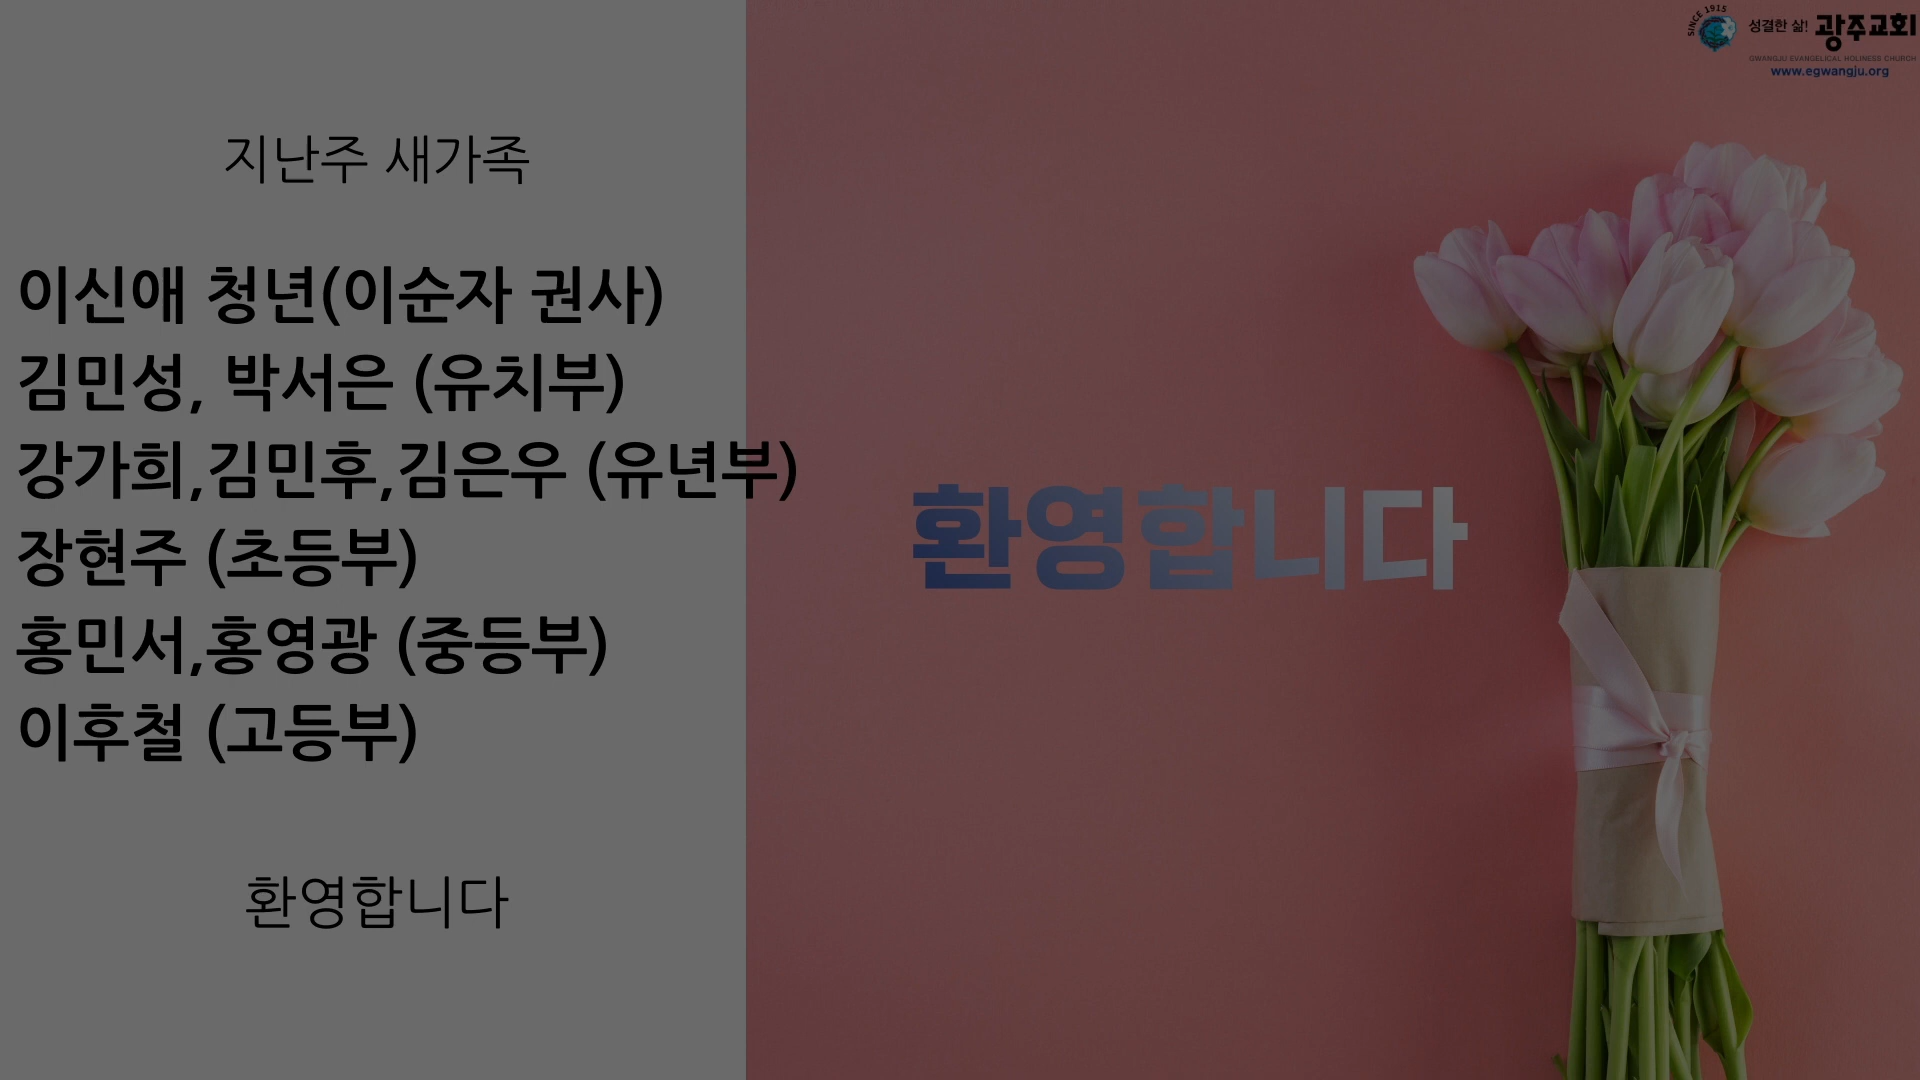 SINCE 1915
성결한 삶! 광주교회
GWANGJU EVANGELICAL HOLINESS CHURCH
www.egwangju.org
지난주 새가족
이신애 청년(이순자 권사)
김민성, 박서은 (유치부)
강가희,김민후,김은우 (유년부)
장현주 (초등부)
홍민서,홍영광 (중등부)
이후철 (고등부)
환영합니다
환영합니다